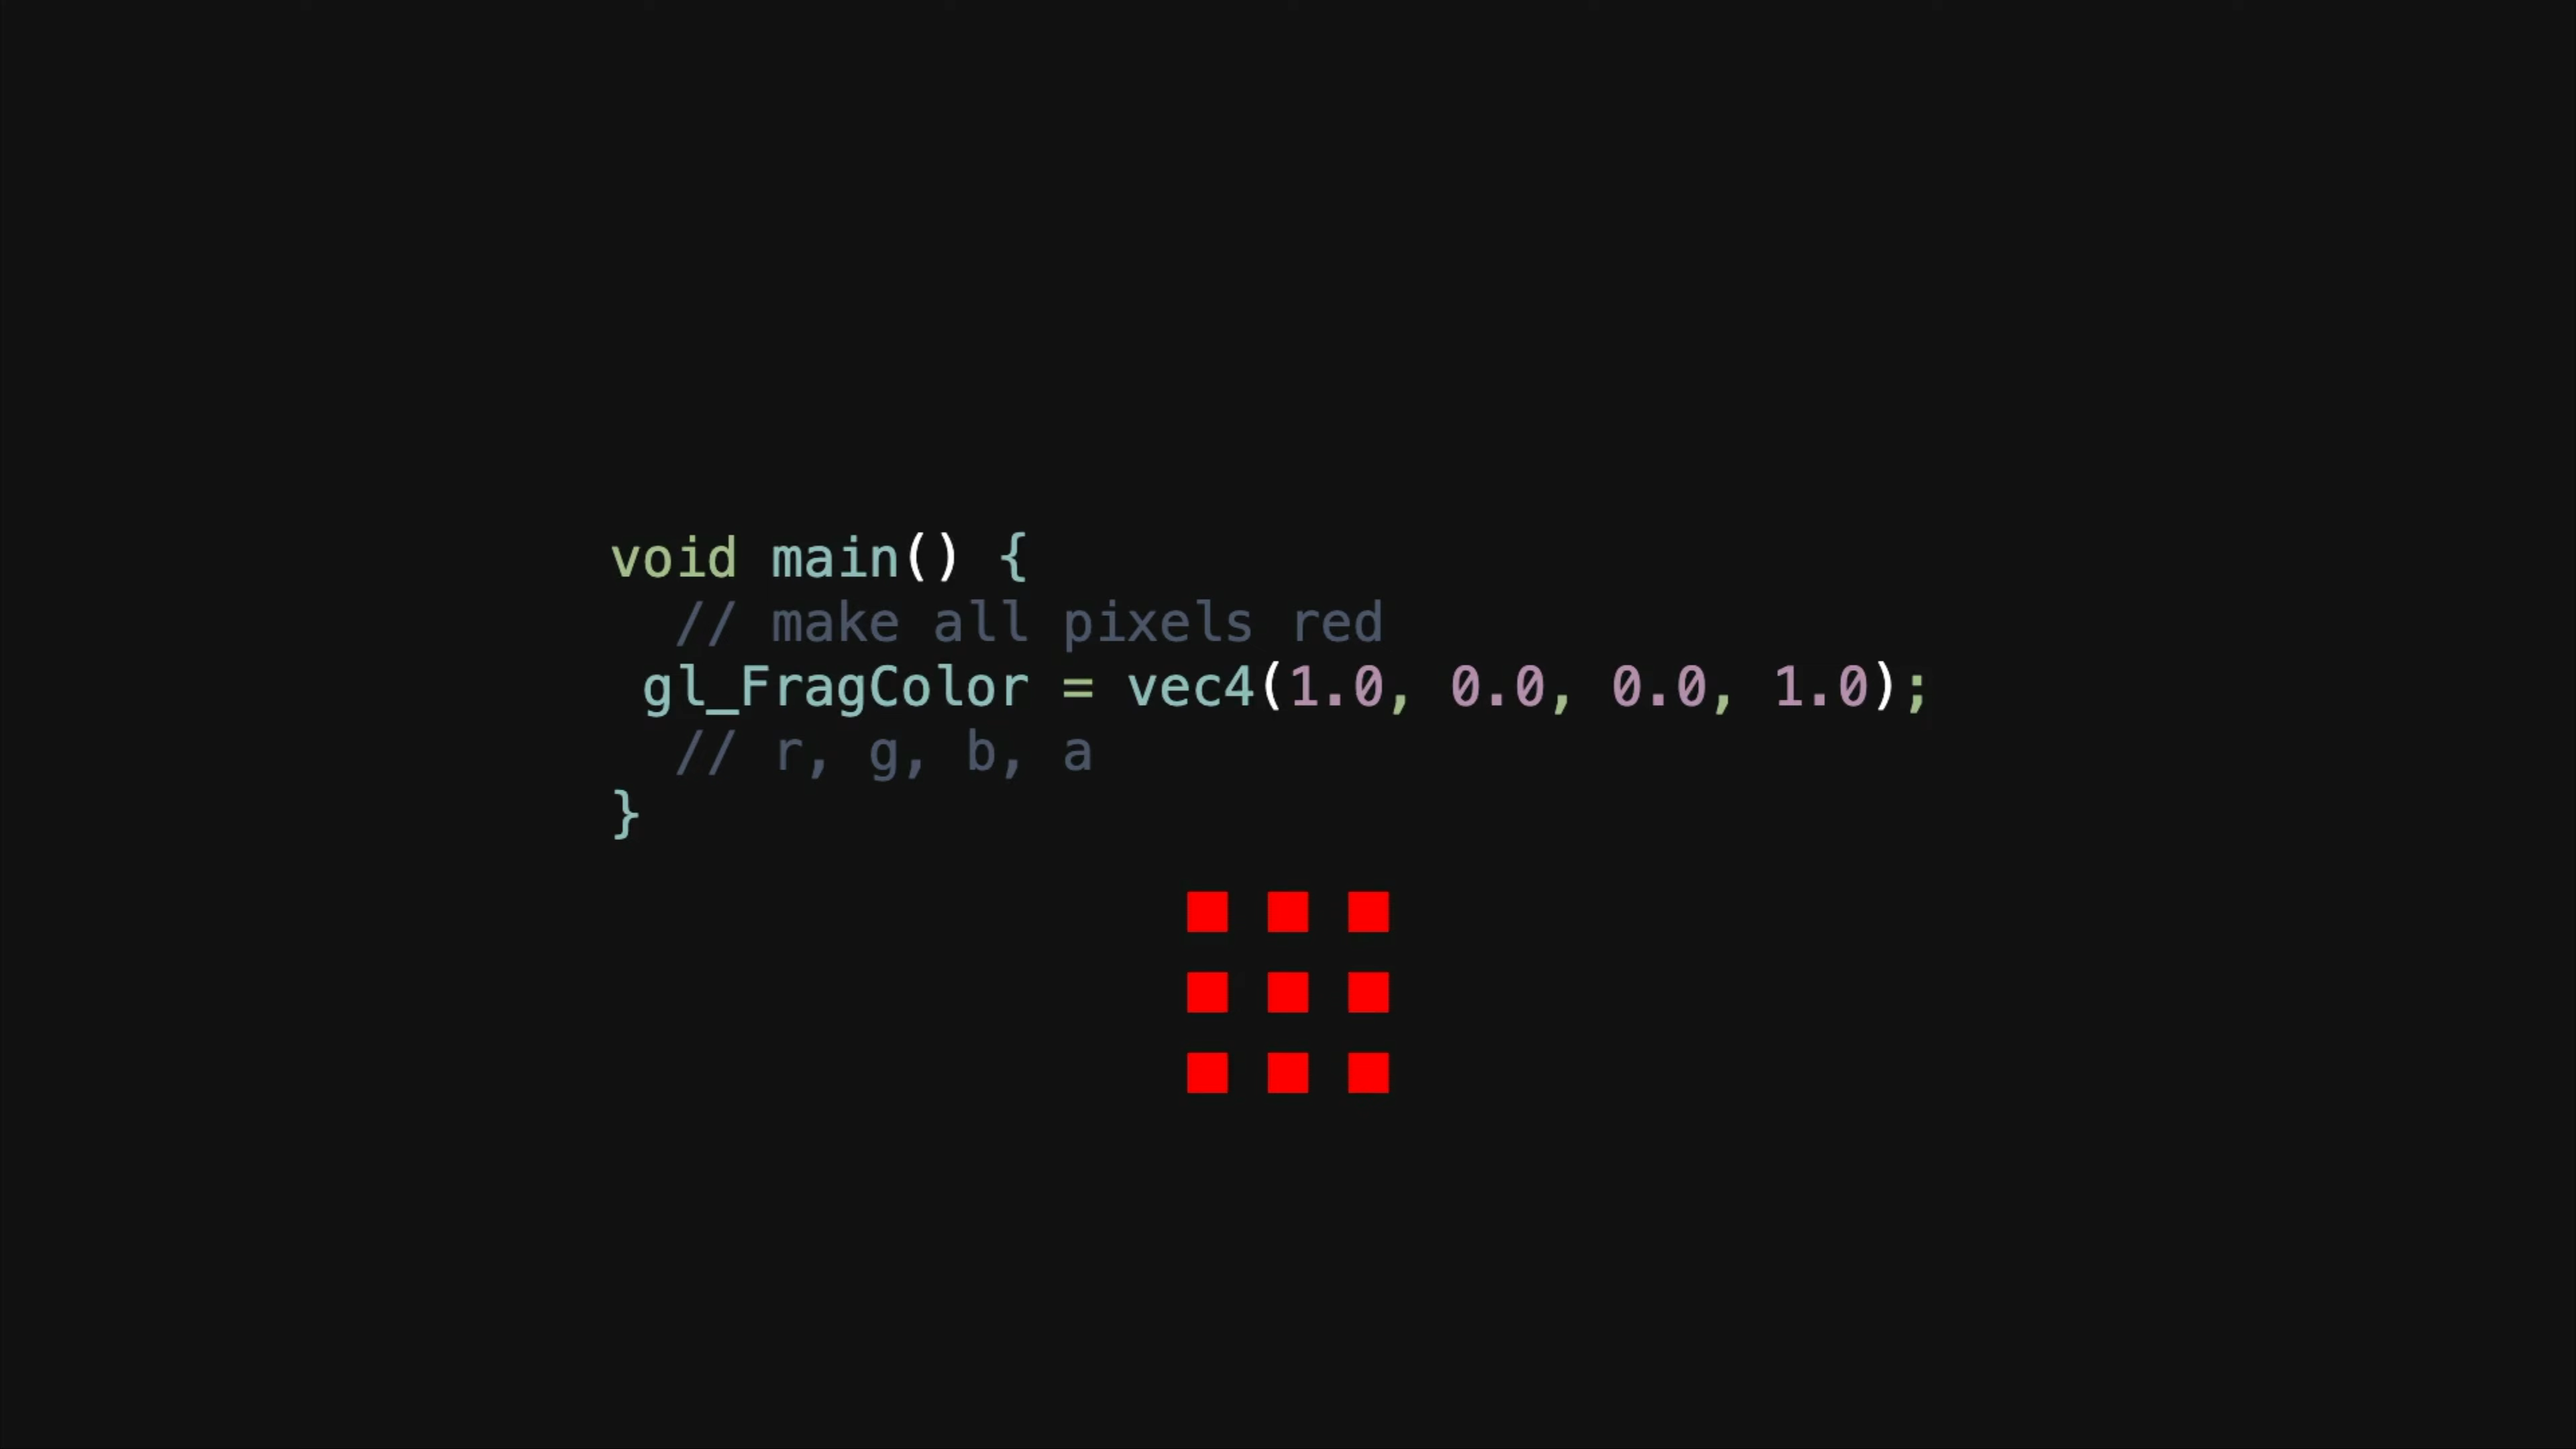 void main() {
// make all pixels red
gl_FragColor = vec4(1.0, 0.0, 0.0, 1.0);
// r, g, b, a
}